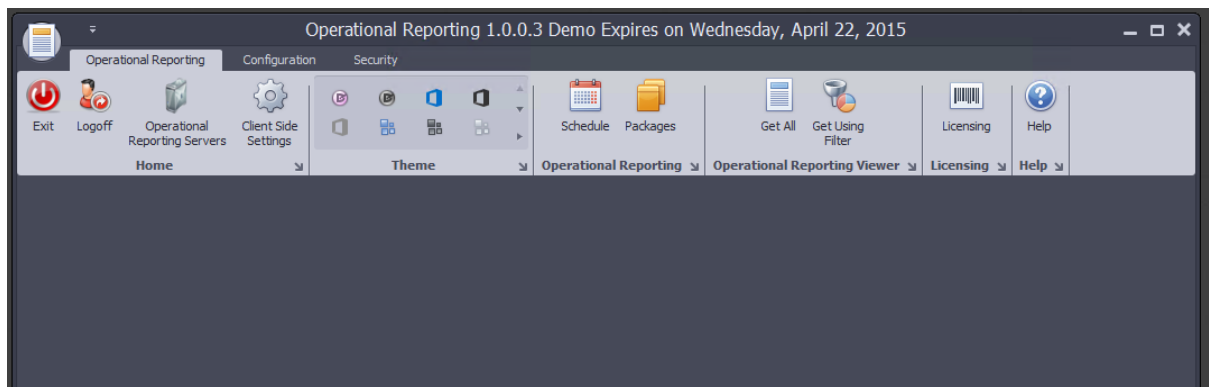 Operational Reporting 1.0.0.3 Demo Expires on Wednesday, April 22, 2015
Operational Reporting Configuration Security
Exit Logoff Operational Client Side Schedule Packages Get All Get Using Licensing Help
Reporting Servers Settings Filter
Home Theme Operational Reporting Operational Reporting Viewer Licensing Help